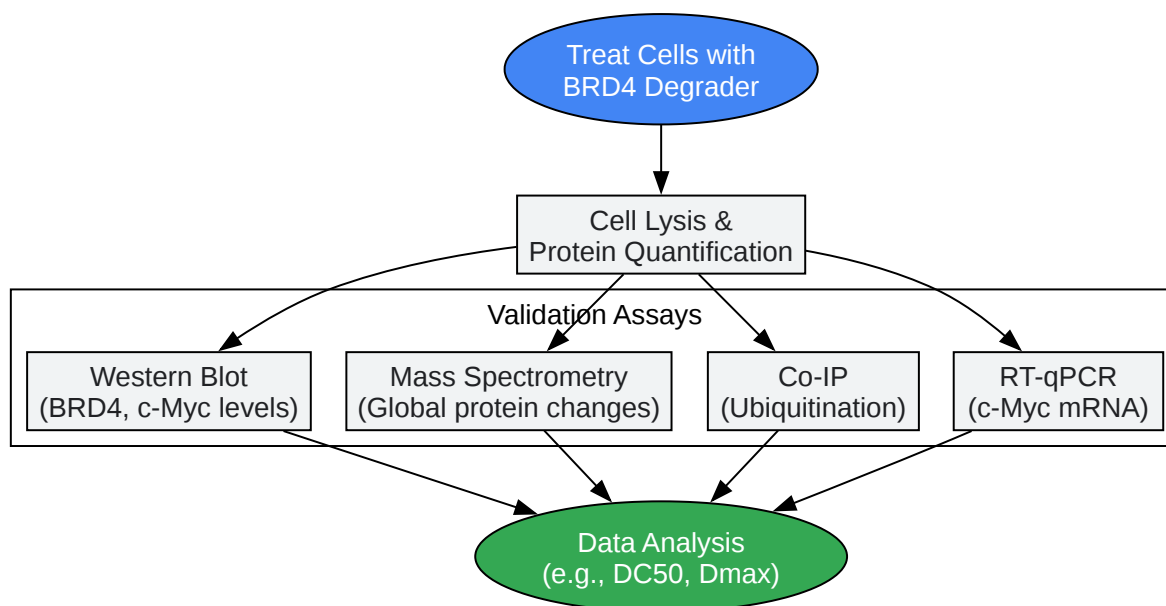 Treat Cells with
BRD4 Degrader
Cell Lysis &
Protein Quantification
Validation Assays
Western Blot
(BRD4, c-Myc levels)
Mass Spectrometry
(Global protein changes)
Co-IP
(Ubiquitination)
RT-qPCR
(c-Myc mRNA)
Data Analysis
(e.g., DC50, Dmax)